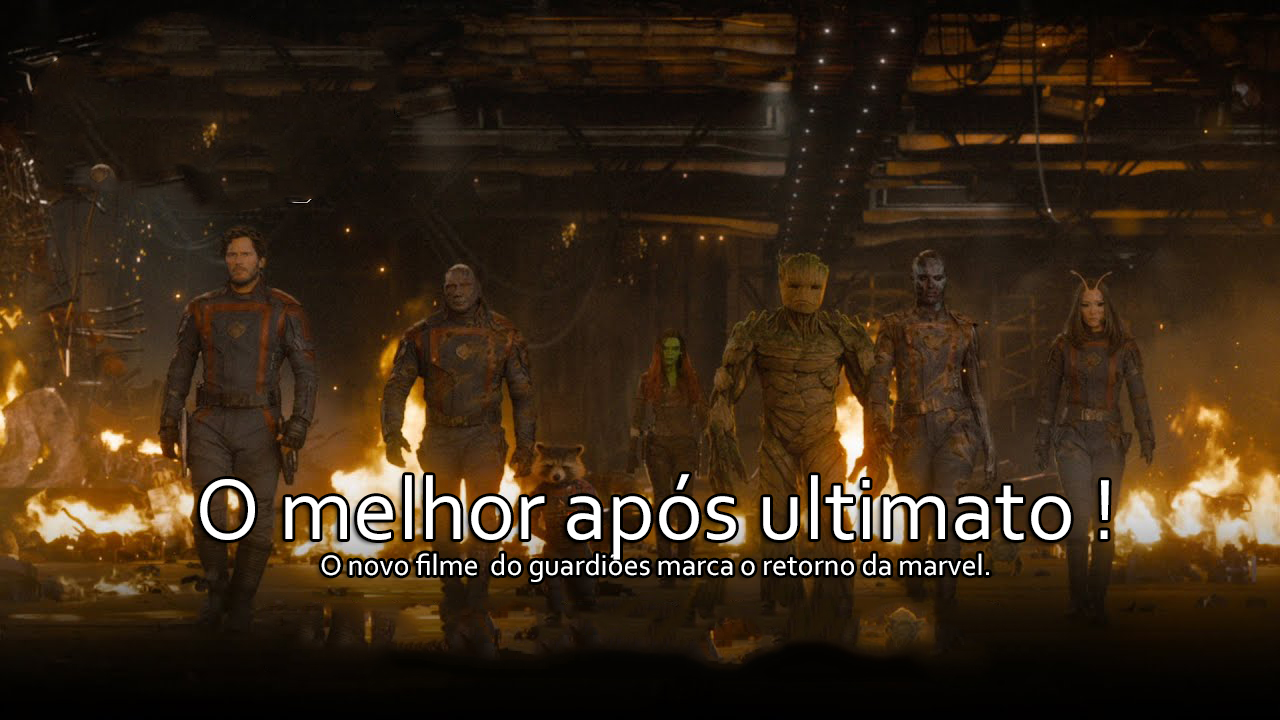 O melhor após ultimato !
O novo filme do guardiões marca o retorno da marvel.